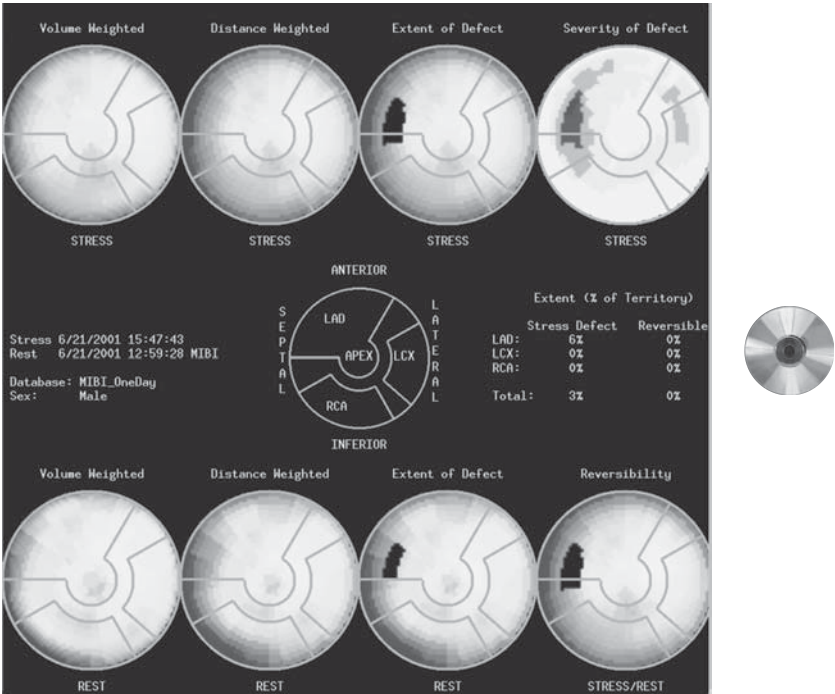 Volume Weighted Distance Weighted Extent of Defect Severity of Defect
STRESS STRESS STRESS STRESS
ANTERIOR
SEPTAL
LAD
APEX
LCX
RCA
LATERAL
INFERIOR
Stress 6/21/2001 15:47:43
Rest 6/21/2001 12:59:28 MIBI
Database: MIBI_OneDay
Sex: Male
Extent (% of Territory)
Stress Defect Reversible
LAD: 6% 0%
LCX: 0% 0%
RCA: 0% 0%
Total: 3% 0%
Volume Weighted Distance Weighted Extent of Defect Reversibility
REST REST REST STRESS/REST